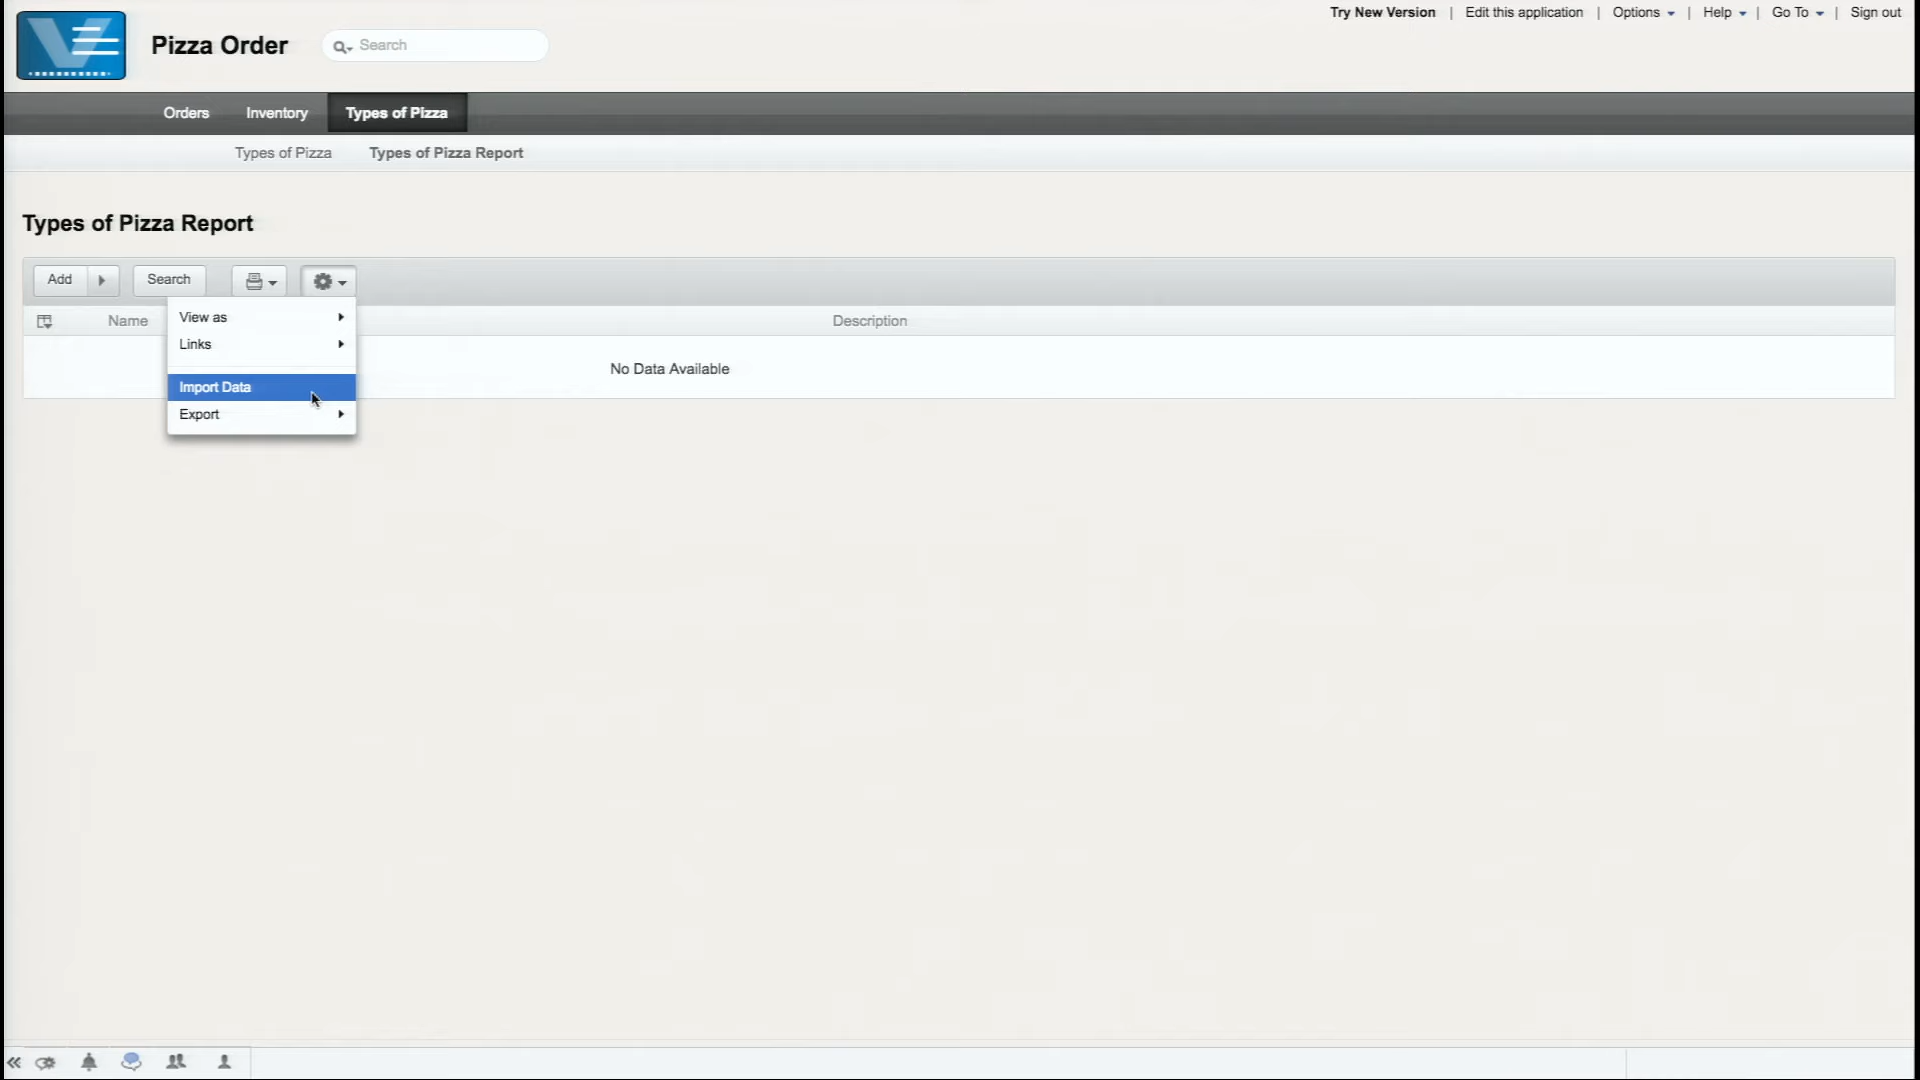 Try New Version | Edit this application | Options | Help | Go To | Sign out
Pizza Order
Search
Orders Inventory Types of Pizza
Types of Pizza Types of Pizza Report
Types of Pizza Report
Add Search
Name Description
View as
Links
No Data Available
Import Data
Export